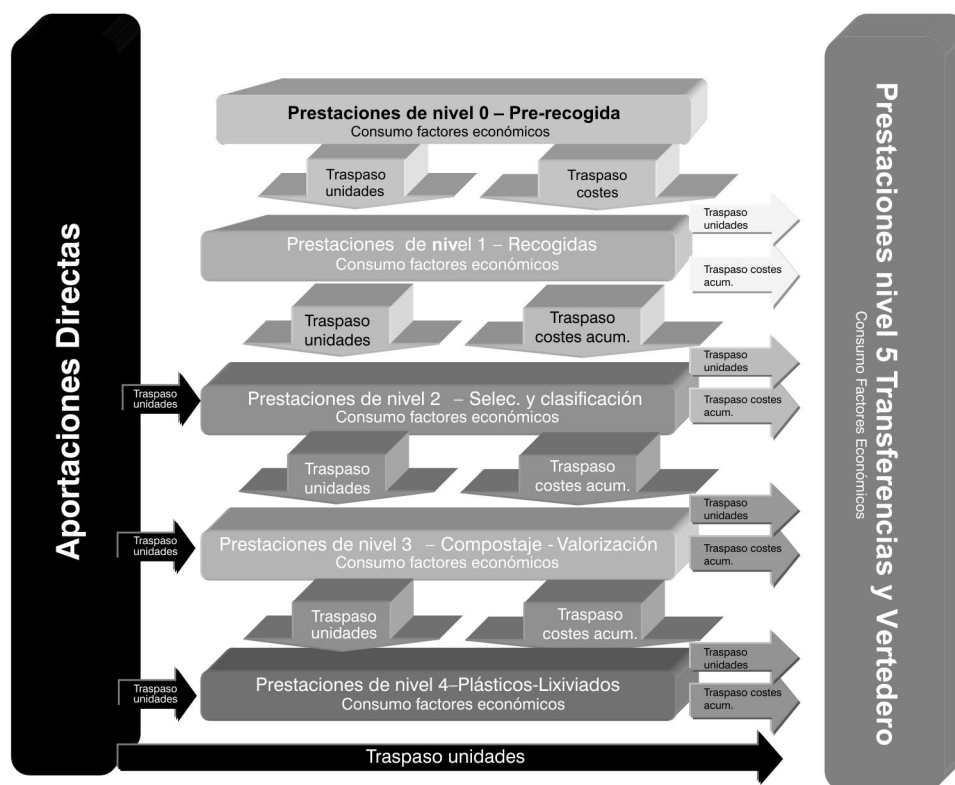 Aportaciones Directas
Prestaciones de nivel 0 – Pre-recogida
Consumo factores económicos
Traspaso
unidades
Traspaso
costes
Prestaciones de nivel 1 – Recogidas
Consumo factores económicos
Traspaso
unidades
Traspaso costes
acum.
Traspaso
unidades
Traspaso
costes acum.
Traspaso
unidades
Prestaciones de nivel 2 – Selec. y clasificación
Consumo factores económicos
Traspaso
unidades
Traspaso costes
acum.
Traspaso
unidades
Traspaso
costes acum.
Traspaso
unidades
Prestaciones de nivel 3 – Compostaje - Valorización
Consumo factores económicos
Traspaso
unidades
Traspaso costes
acum.
Traspaso
unidades
Traspaso
costes acum.
Traspaso
unidades
Prestaciones de nivel 4–Plásticos-Lixiviados
Consumo factores económicos
Traspaso
unidades
Traspaso costes
acum.
Traspaso unidades
Prestaciones nivel 5 Transferencias y Vertedero
Consumo Factores Económicos